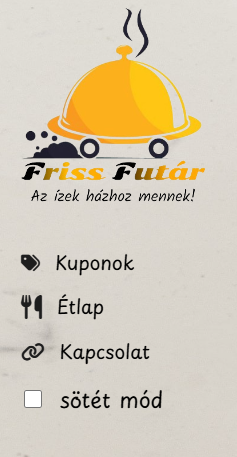 Friss Futár
Az ízek házhoz mennek!
Kuponok
Étlap
Kapcsolat
sötét mód